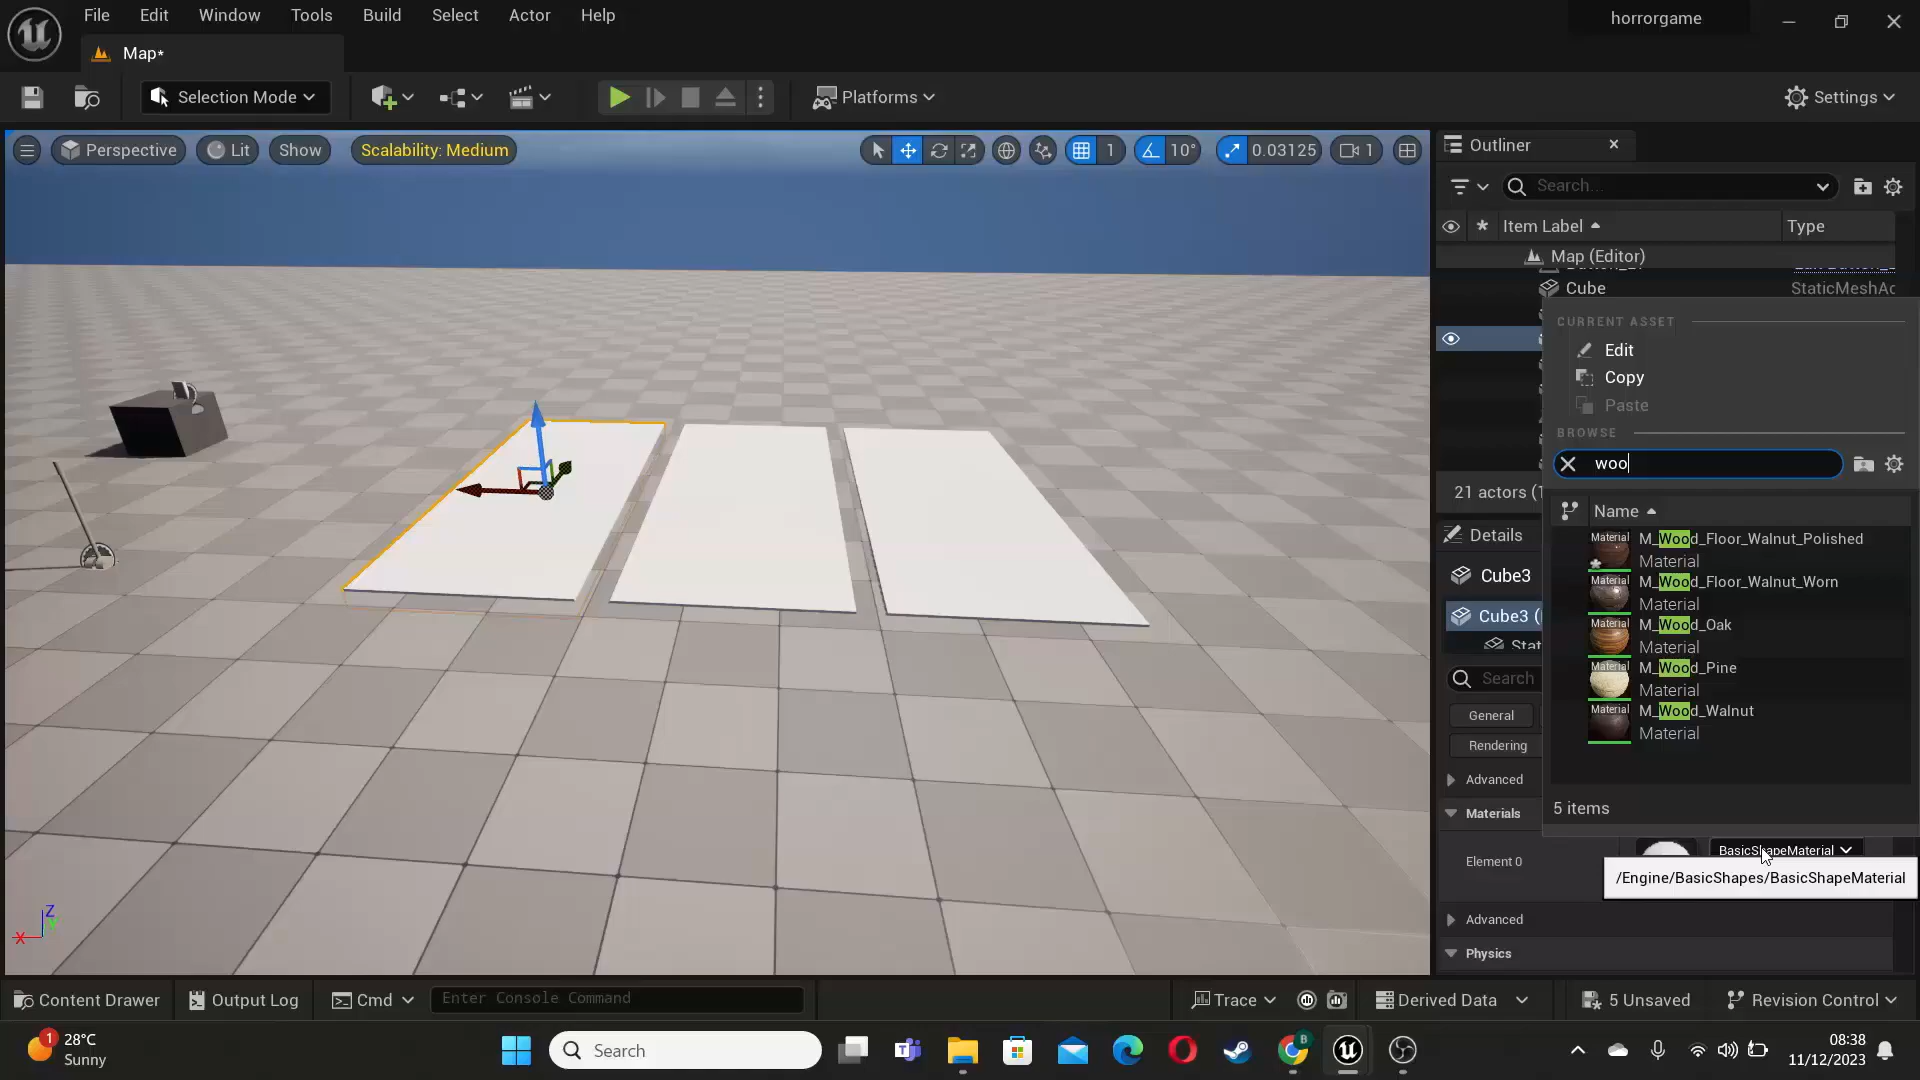 File Edit Window Tools Build Select Actor Help
horrorgame
Map*
Selection Mode
Platforms
Settings
Perspective
Lit
Show
Scalability: Medium
1
10°
0.03125
1
Outliner
Search...
Item Label
Type
Map (Editor)
Cube
StaticMeshAc
CURRENT ASSET
Edit
Copy
Paste
BROWSE
woo
21 actors (1
Name
Material
M_Wood_Floor_Walnut_Polished
Material
Material
M_Wood_Floor_Walnut_Worn
Material
Material
M_Wood_Oak
Material
Material
M_Wood_Pine
Material
Material
M_Wood_Walnut
Material
5 items
Details
Cube3
Cube3 (
Stat
Search
General
Rendering
Advanced
Materials
Element 0
BasicShapeMaterial
/Engine/BasicShapes/BasicShapeMaterial
Advanced
Physics
Z
X
Content Drawer
Output Log
Cmd
Enter Console Command
Trace
Derived Data
5 Unsaved
Revision Control
1
28°C
Sunny
Search
B
08:38
11/12/2023